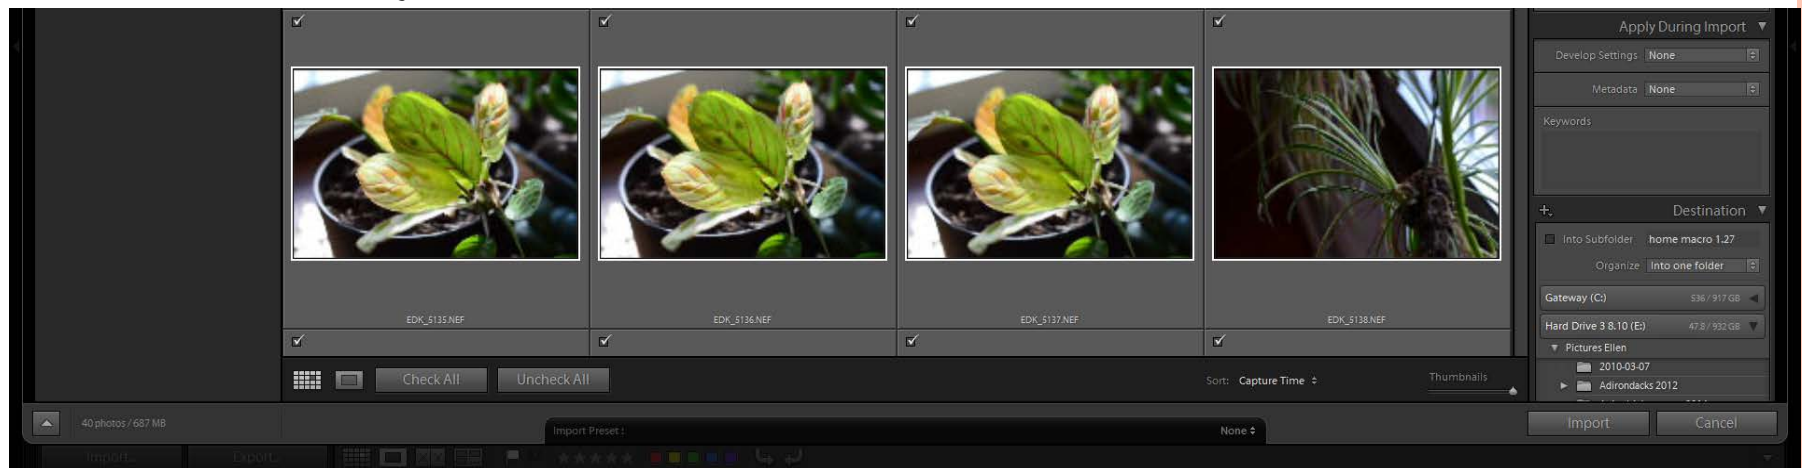 Apply During Import
Develop Settings None
Metadata None
Keywords
Destination
Into Subfolder home macro 1.27
Organize Into one folder
Gateway (C:) 536 / 917 GB
Hard Drive 3 8.10 (E:) 47.8 / 932 GB
Pictures Ellen
2010-03-07
Adirondacks 2012
EDK_5135.NEF EDK_5136.NEF EDK_5137.NEF EDK_5138.NEF
Check All Uncheck All Sort: Capture Time Thumbnails
40 photos / 687 MB Import Preset : None Import Cancel
Import... Export...